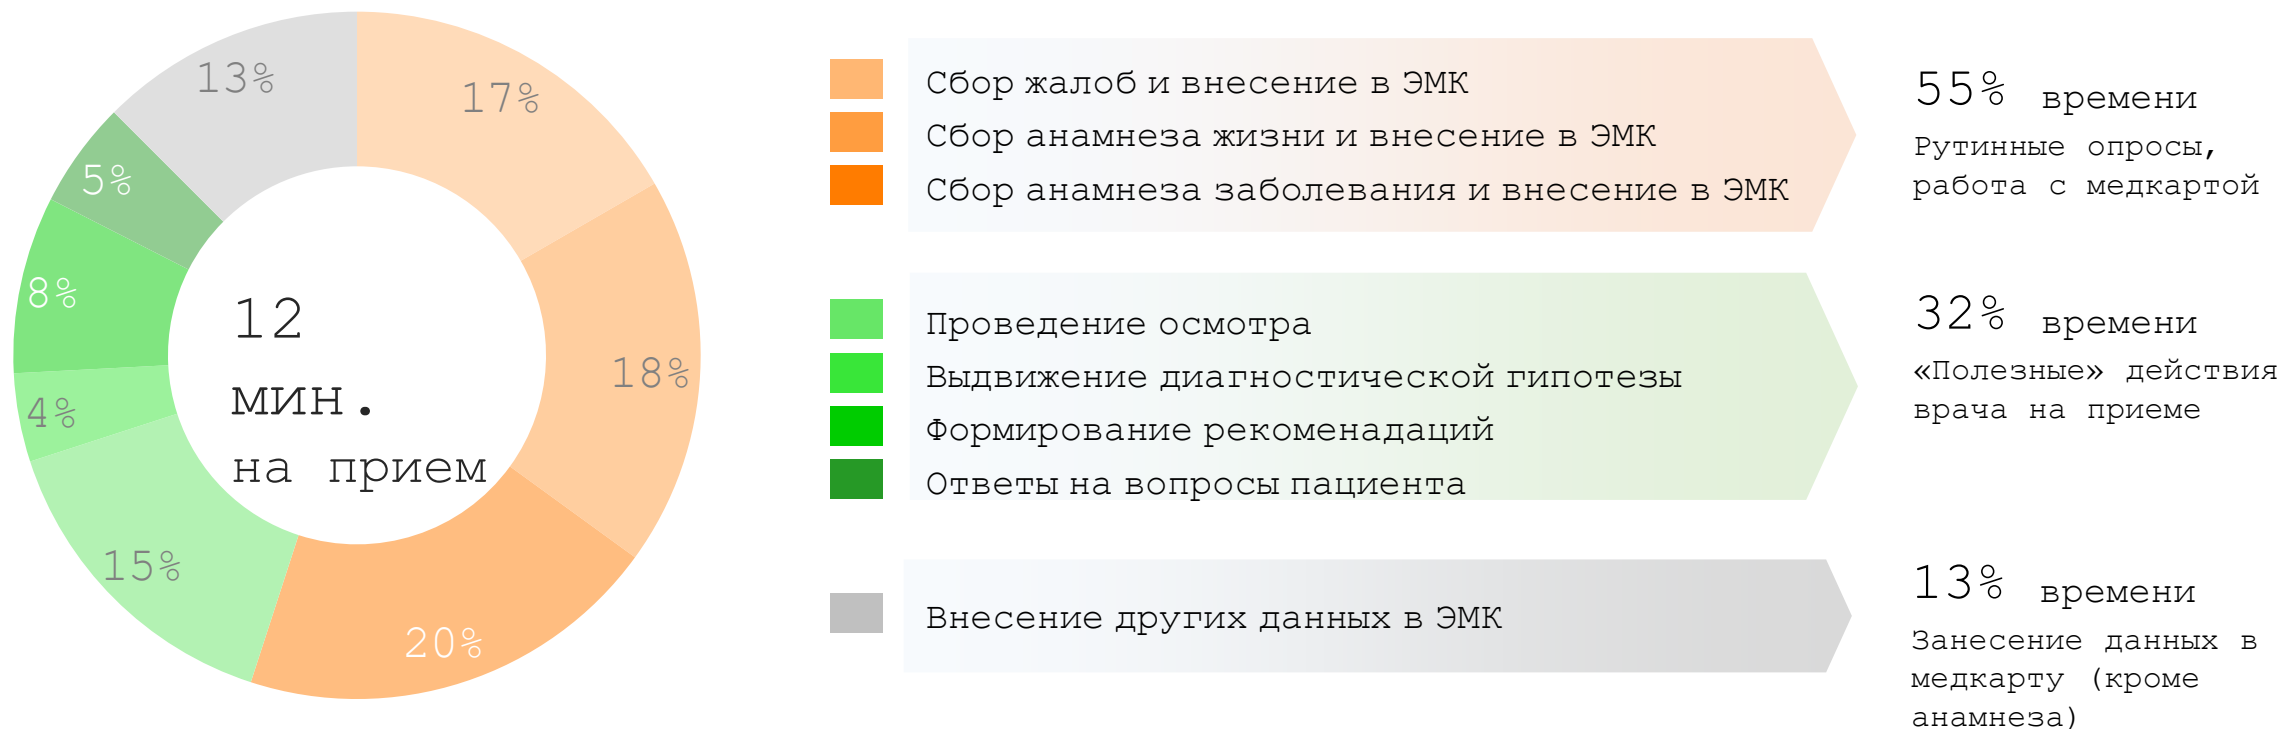 13%
17%
5%
8%
18%
4%
15%
20%
12
мин.
на прием
Сбор жалоб и внесение в ЭМК
Сбор анамнеза жизни и внесение в ЭМК
Сбор анамнеза заболевания и внесение в ЭМК
55% времени
Рутинные опросы,
работа с медкартой
Проведение осмотра
Выдвижение диагностической гипотезы
Формирование рекоменадаций
Ответы на вопросы пациента
32% времени
«Полезные» действия
врача на приеме
Внесение других данных в ЭМК
13% времени
Занесение данных в
медкарту (кроме
анамнеза)